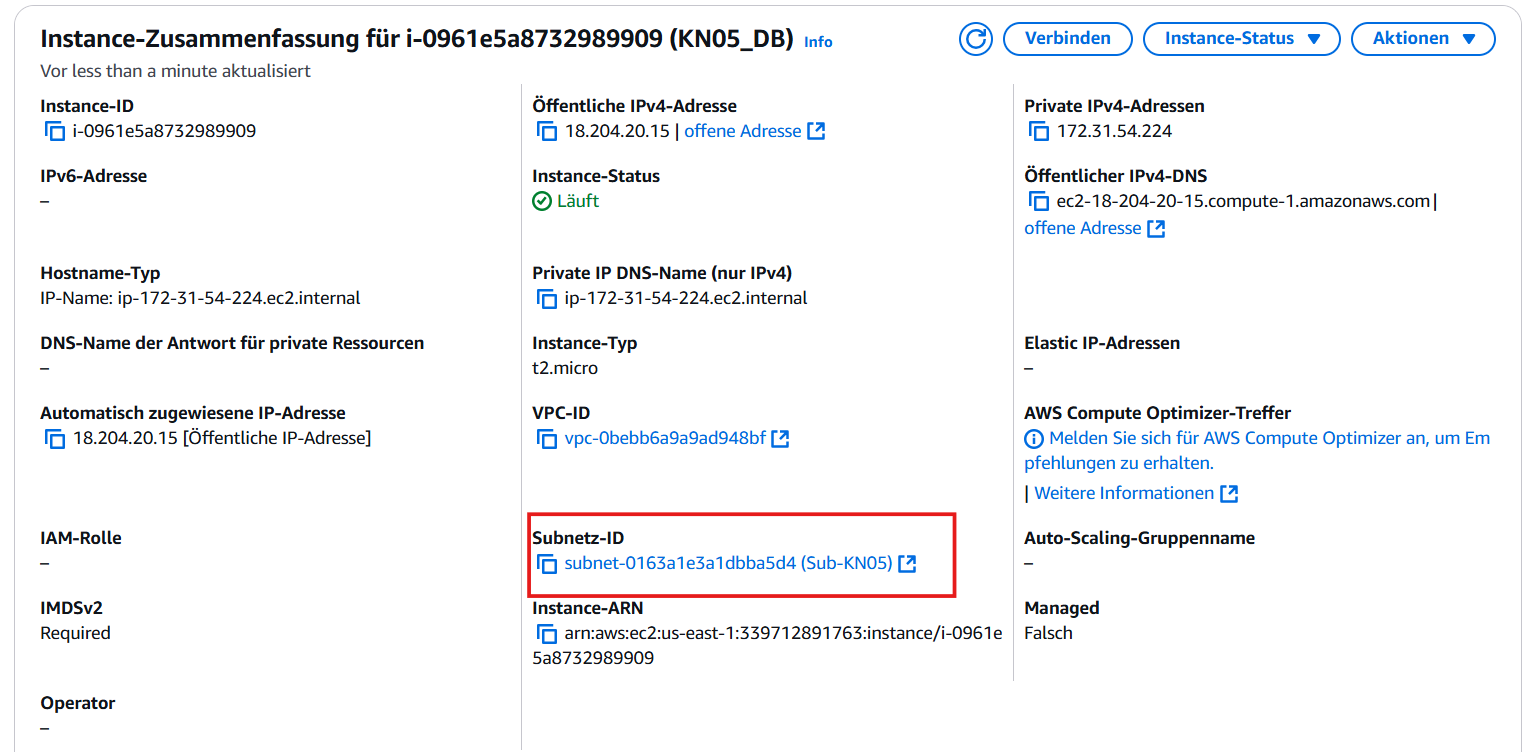 Instance-Zusammenfassung für i-0961e5a8732989909 (KN05_DB) Info
Verbinden
Instance-Status
Aktionen
Vor less than a minute aktualisiert
Instance-ID
i-0961e5a8732989909
Öffentliche IPv4-Adresse
18.204.20.15 | offene Adresse
Private IPv4-Adressen
172.31.54.224
IPv6-Adresse
–
Instance-Status
Läuft
Öffentlicher IPv4-DNS
ec2-18-204-20-15.compute-1.amazonaws.com |
offene Adresse
Hostname-Typ
IP-Name: ip-172-31-54-224.ec2.internal
Private IP DNS-Name (nur IPv4)
ip-172-31-54-224.ec2.internal
DNS-Name der Antwort für private Ressourcen
–
Instance-Typ
t2.micro
Elastic IP-Adressen
–
Automatisch zugewiesene IP-Adresse
18.204.20.15 [Öffentliche IP-Adresse]
VPC-ID
vpc-0bebb6a9a9ad948bf
AWS Compute Optimizer-Treffer
Melden Sie sich für AWS Compute Optimizer an, um Em
pfehlungen zu erhalten.
| Weitere Informationen
IAM-Rolle
–
Subnetz-ID
subnet-0163a1e3a1dbba5d4 (Sub-KN05)
Auto-Scaling-Gruppenname
–
IMDSv2
Required
Instance-ARN
arn:aws:ec2:us-east-1:339712891763:instance/i-0961e
5a8732989909
Managed
Falsch
Operator
–